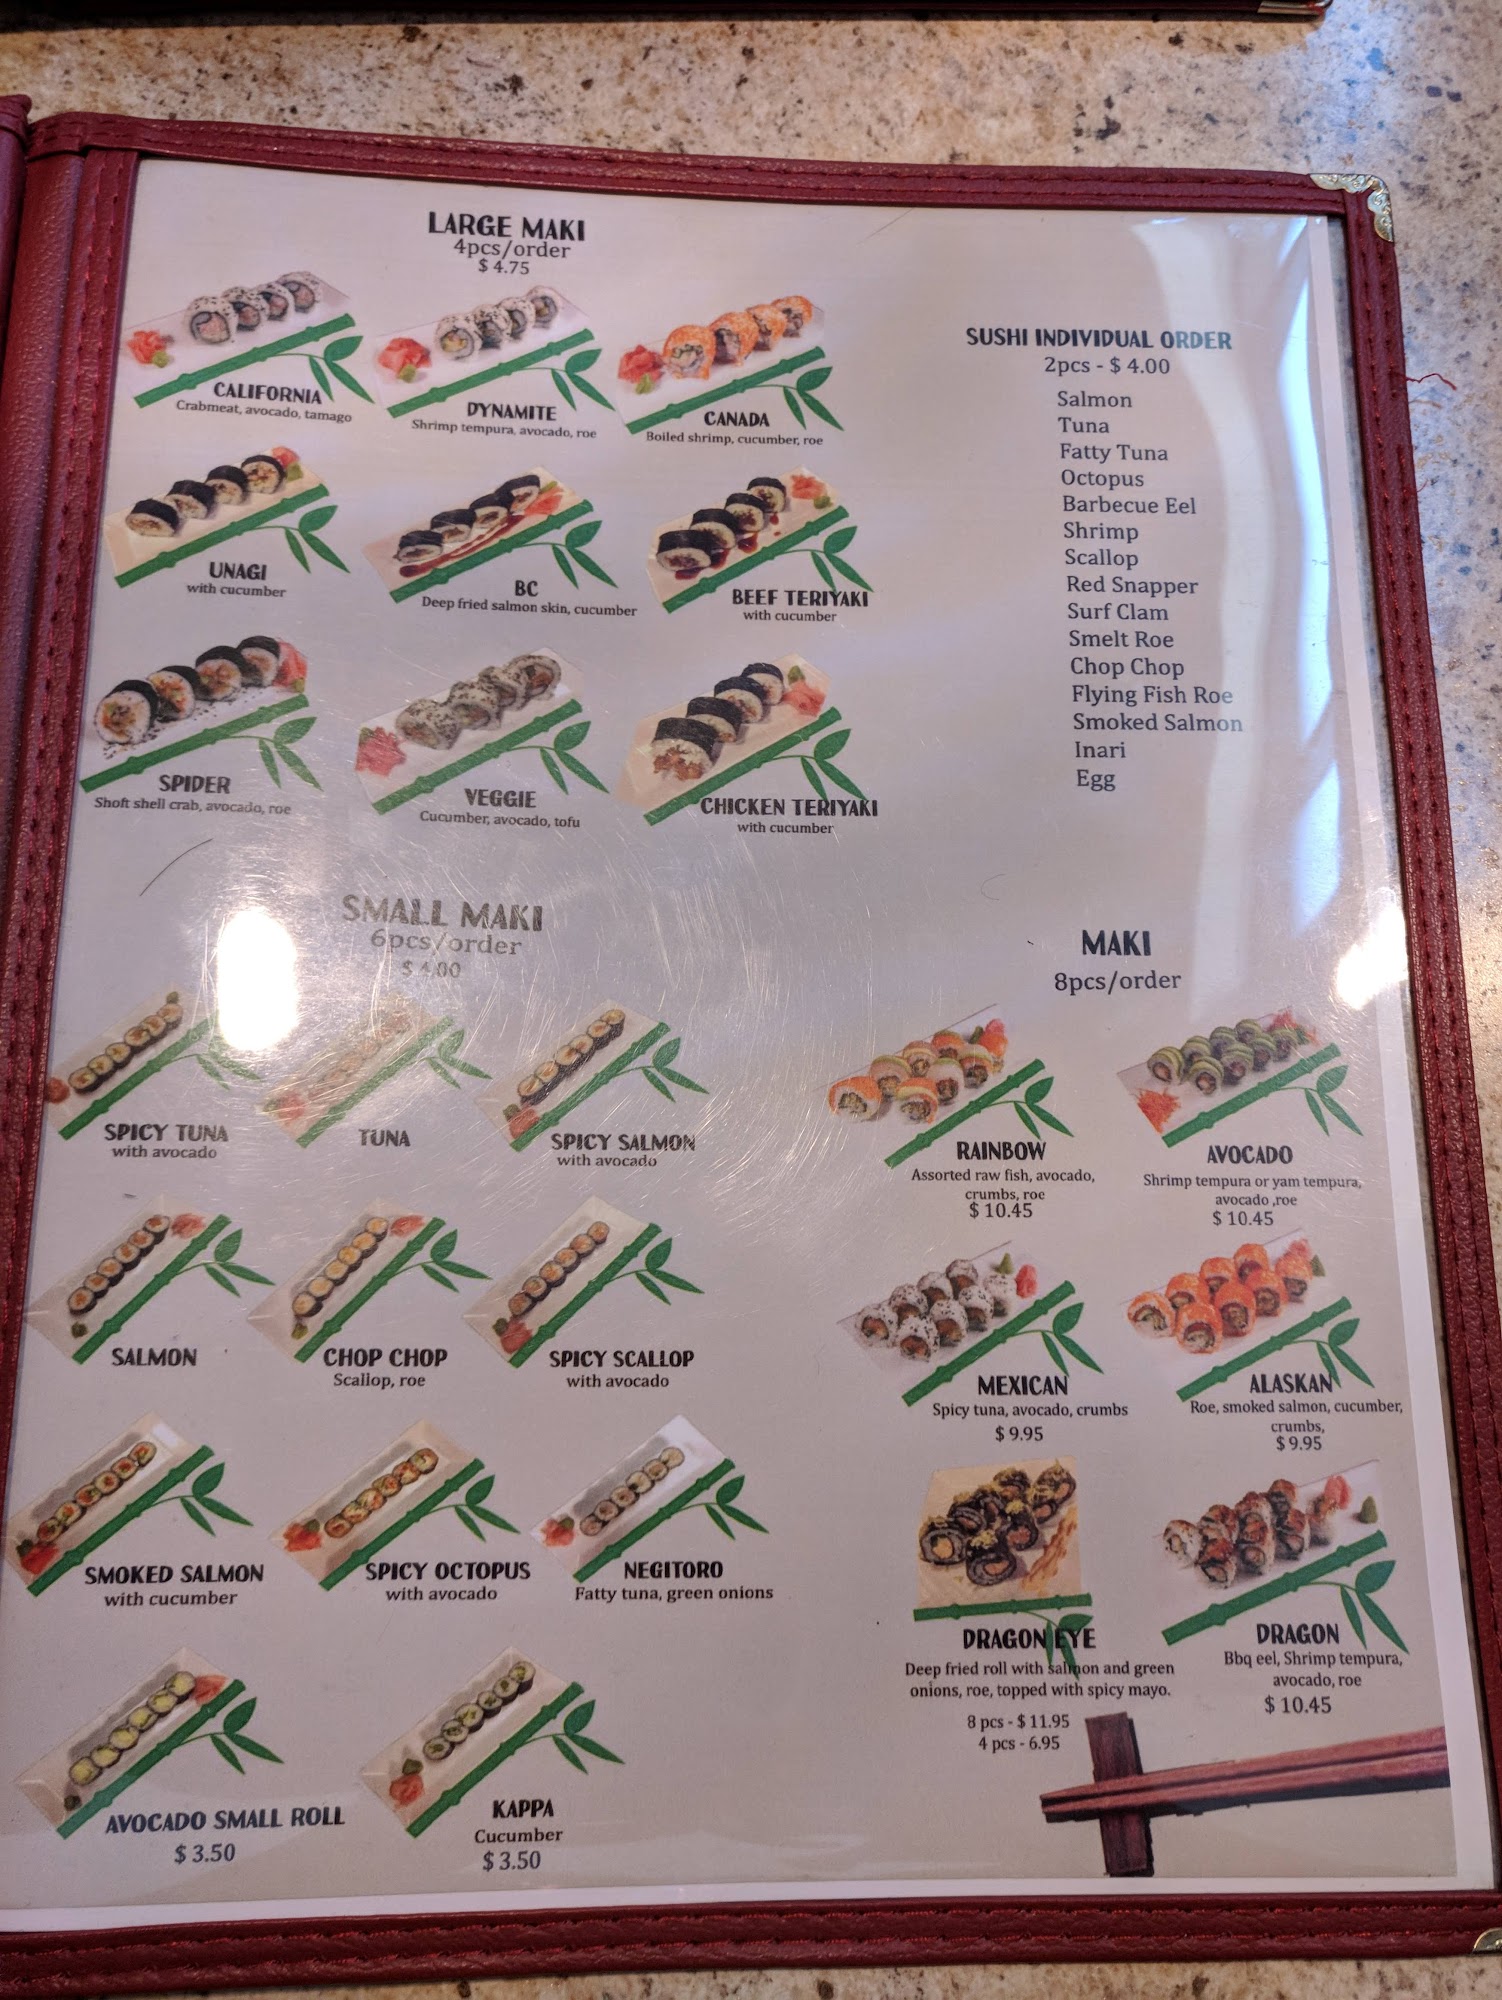 LARGE MAKI
4pcs/order
$ 4.75
CALIFORNIA
Crabmeat, avocado, tamago
DYNAMITE
Shrimp tempura, avocado, roe
CANADA
Boiled shrimp, cucumber, roe
UNAGI
with cucumber
BC
Deep fried salmon skin, cucumber
BEEF TERIYAKI
with cucumber
SPIDER
Shoft shell crab, avocado, roe
VEGGIE
Cucumber, avocado, tofu
CHICKEN TERIYAKI
with cucumber
SUSHI INDIVIDUAL ORDER
2pcs - $ 4.00
Salmon
Tuna
Fatty Tuna
Octopus
Barbecue Eel
Shrimp
Scallop
Red Snapper
Surf Clam
Smelt Roe
Chop Chop
Flying Fish Roe
Smoked Salmon
Inari
Egg
SMALL MAKI
6pcs/order
$ 4.00
SPICY TUNA
with avocado
TUNA
SPICY SALMON
with avocado
SALMON
CHOP CHOP
Scallop, roe
SPICY SCALLOP
with avocado
SMOKED SALMON
with cucumber
SPICY OCTOPUS
with avocado
NEGITORO
Fatty tuna, green onions
AVOCADO SMALL ROLL
$ 3.50
KAPPA
Cucumber
$ 3.50
MAKI
8pcs/order
RAINBOW
Assorted raw fish, avocado,
crumbs, roe
$ 10.45
AVOCADO
Shrimp tempura or yam tempura,
avocado ,roe
$ 10.45
MEXICAN
Spicy tuna, avocado, crumbs
$ 9.95
ALASKAN
Roe, smoked salmon, cucumber,
crumbs,
$ 9.95
DRAGON EYE
Deep fried roll with salmon and green
onions, roe, topped with spicy mayo.
8 pcs - $ 11.95
4 pcs - 6.95
DRAGON
Bbq eel, Shrimp tempura,
avocado, roe
$ 10.45